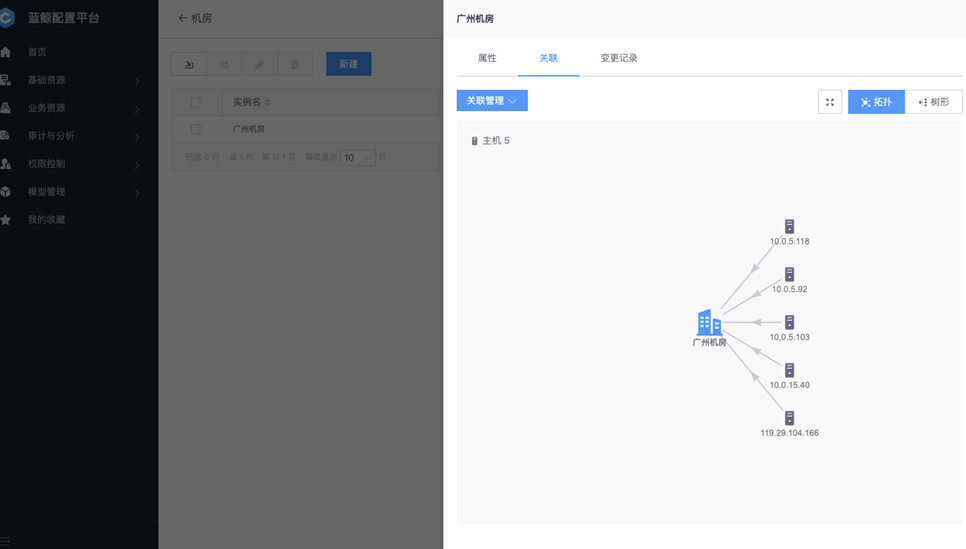 蓝鲸配置平台
首页
基础资源
业务资源
审计与分析
权限控制
模型管理
我的收藏
机房
新建
实例名
广州机房
已选 0 行 总 1 行 第 1/ 1 页 每页显示 10 行
广州机房
属性 关联 变更记录
关联管理 拓扑 树形
主机 5
10.0.5.118
10.0.5.92
10.0.5.103
广州机房
10.0.15.40
119.29.104.166